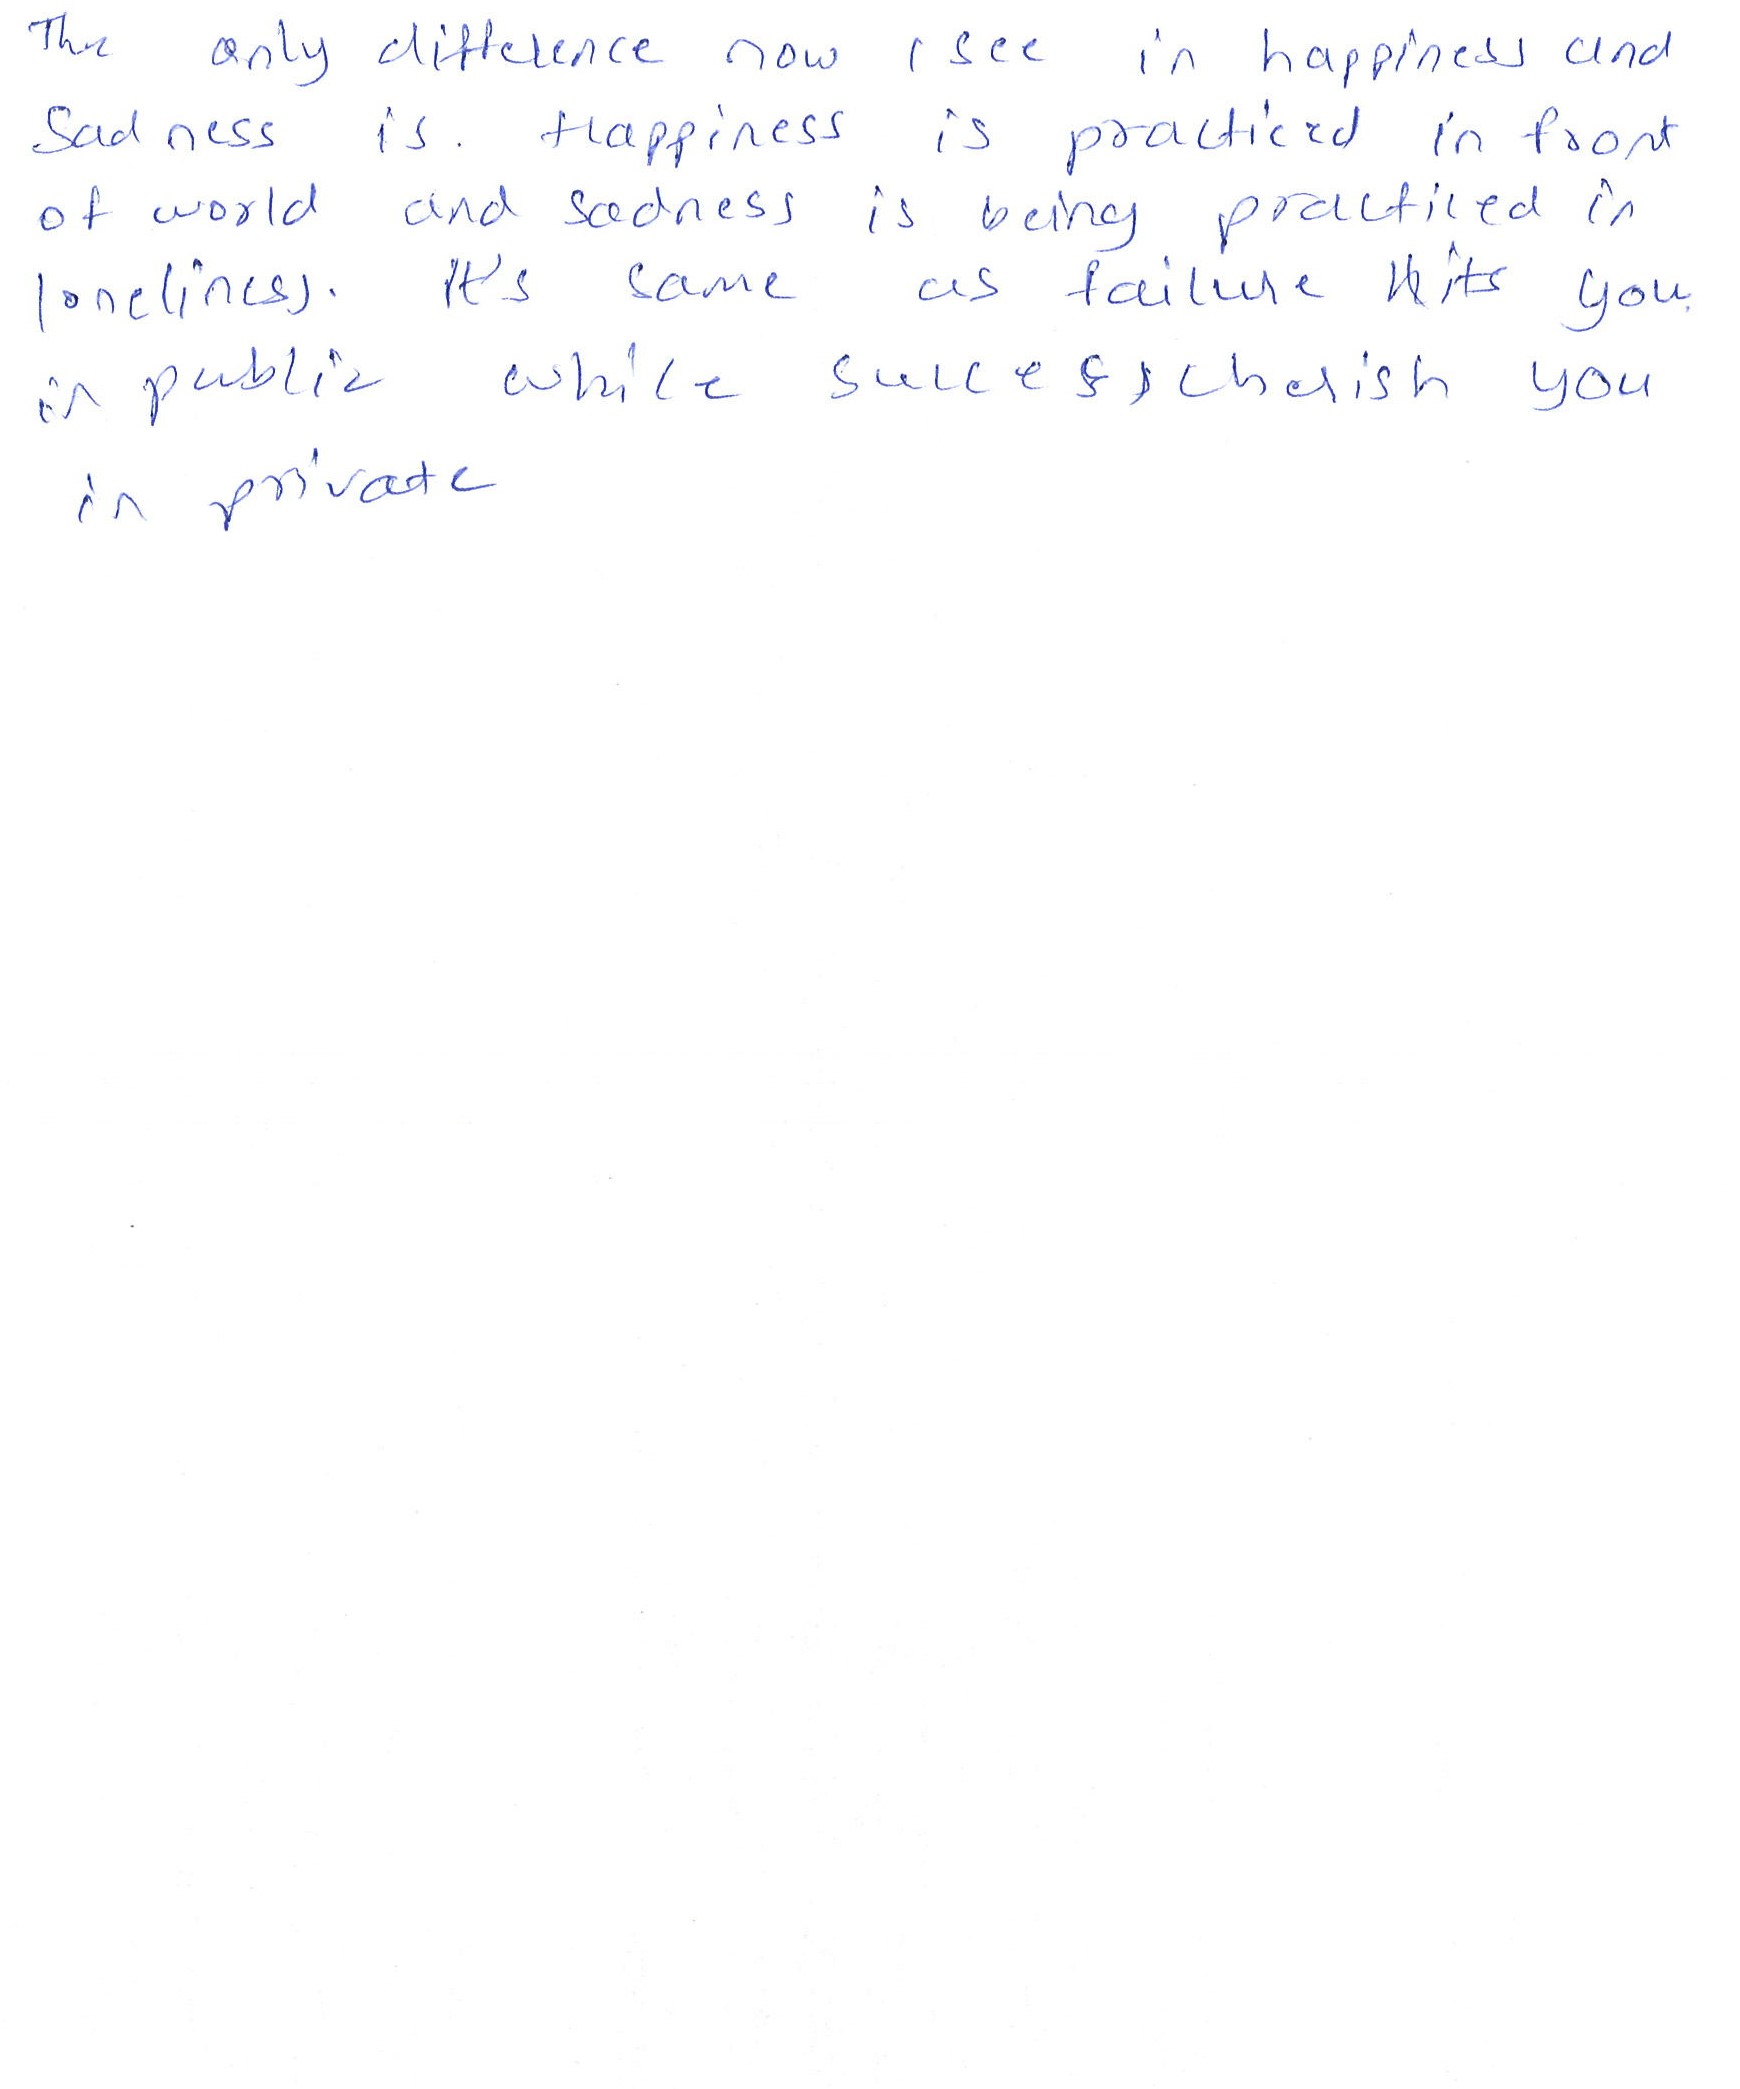 The only difference now I see in happiness and
Sadness is. Happiness is practiced in front
of world and sadness is being practiced in
loneliness. It's same as failure hits you
in public while success cherish you
in private